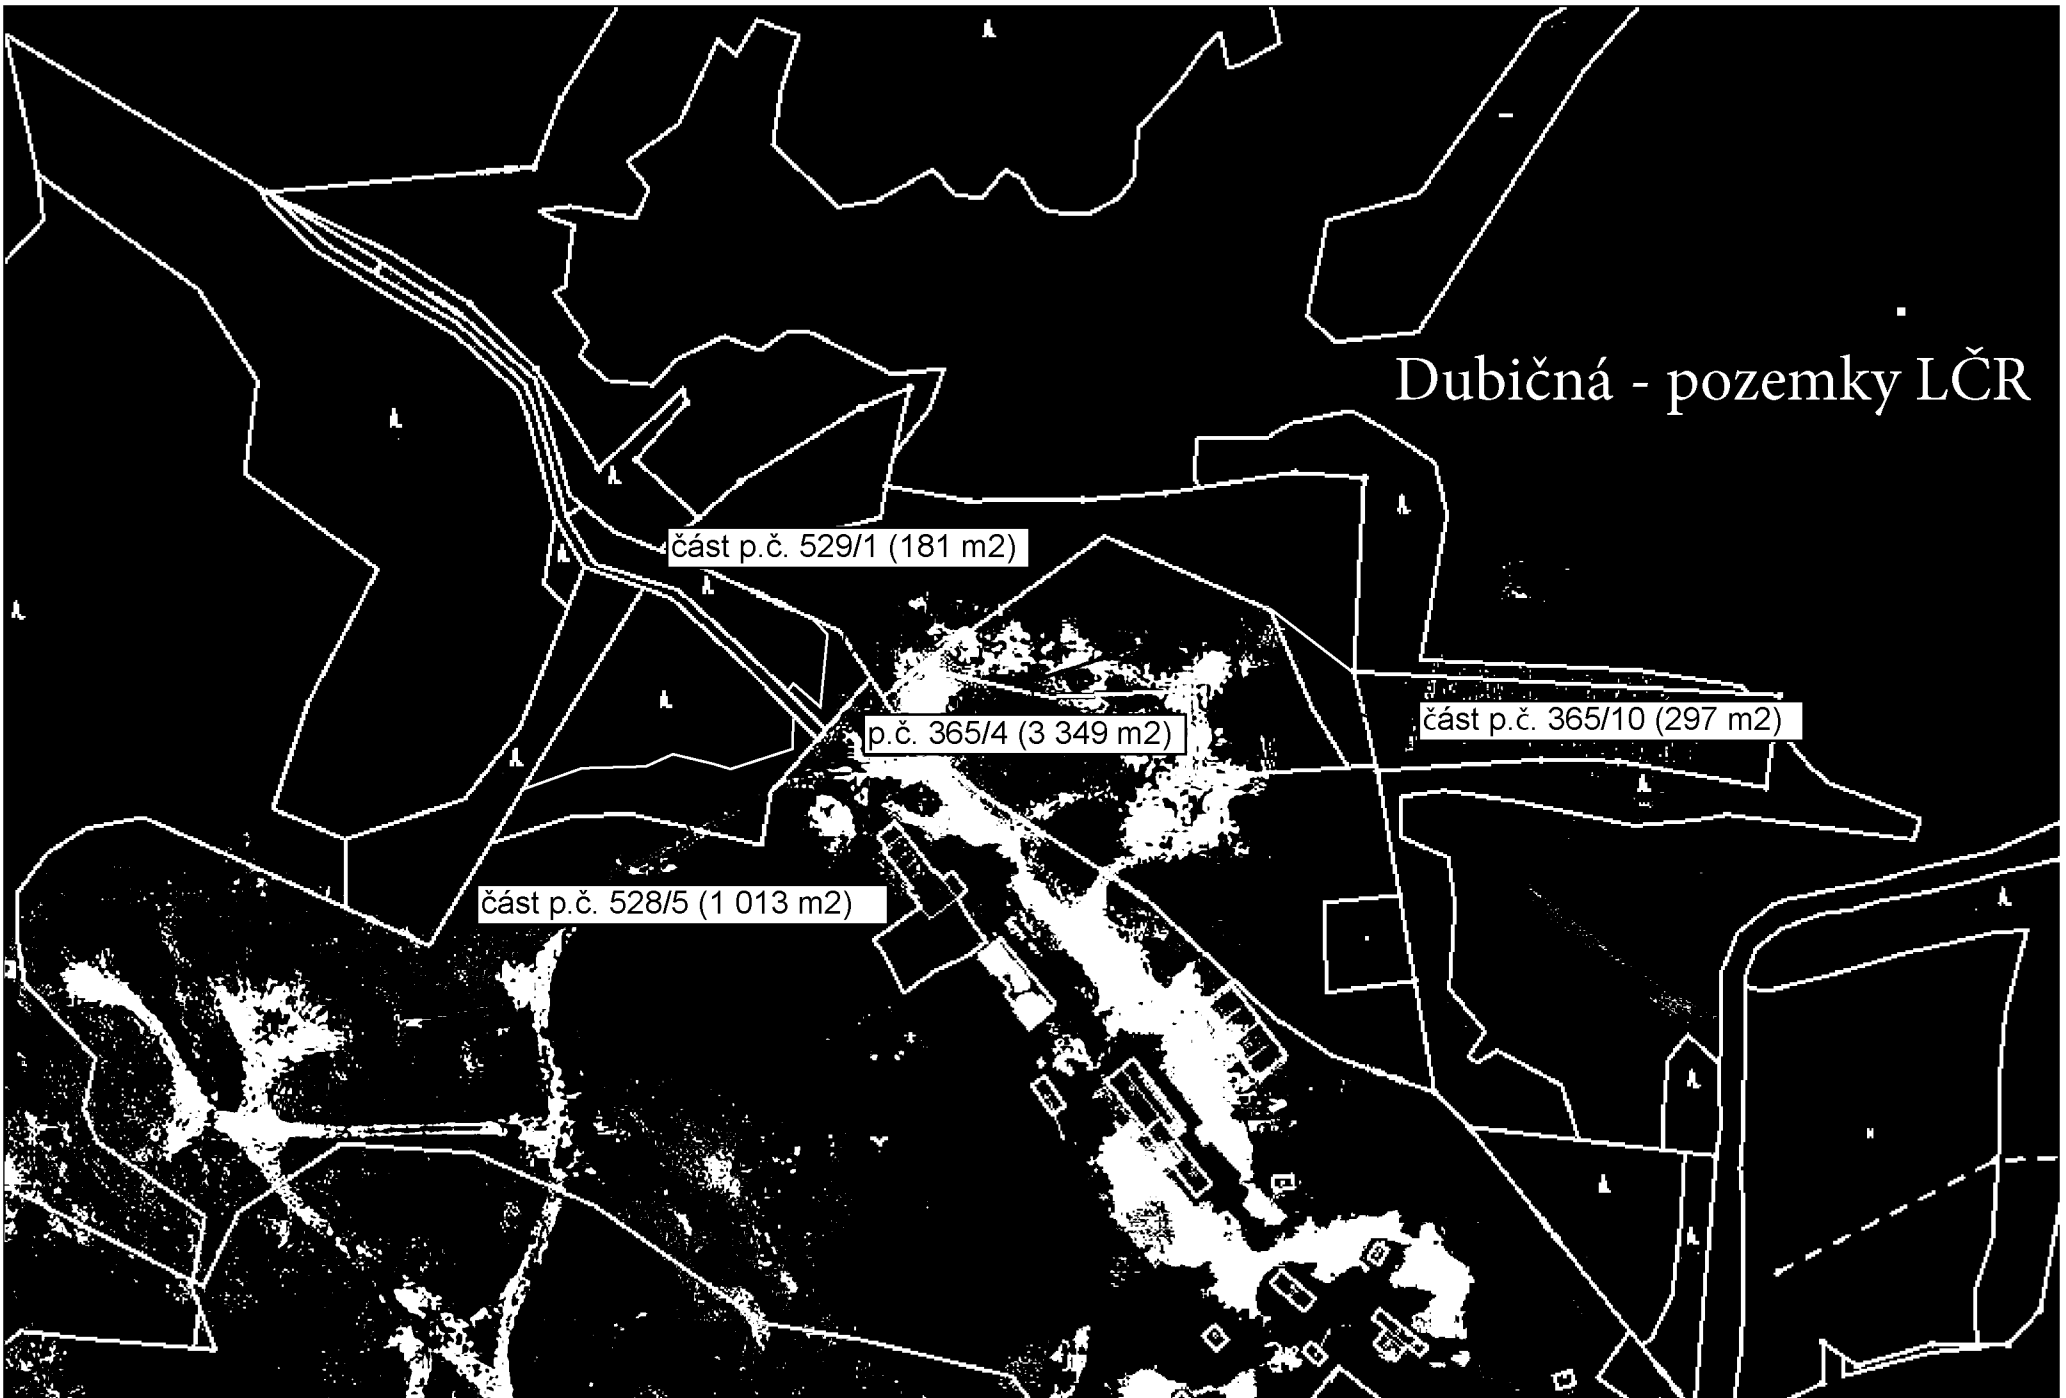 Dubičná - pozemky LČR
část p.č. 529/1 (181 m2)
p.č. 365/4 (3 349 m2)
část p.č. 365/10 (297 m2)
část p.č. 528/5 (1 013 m2)